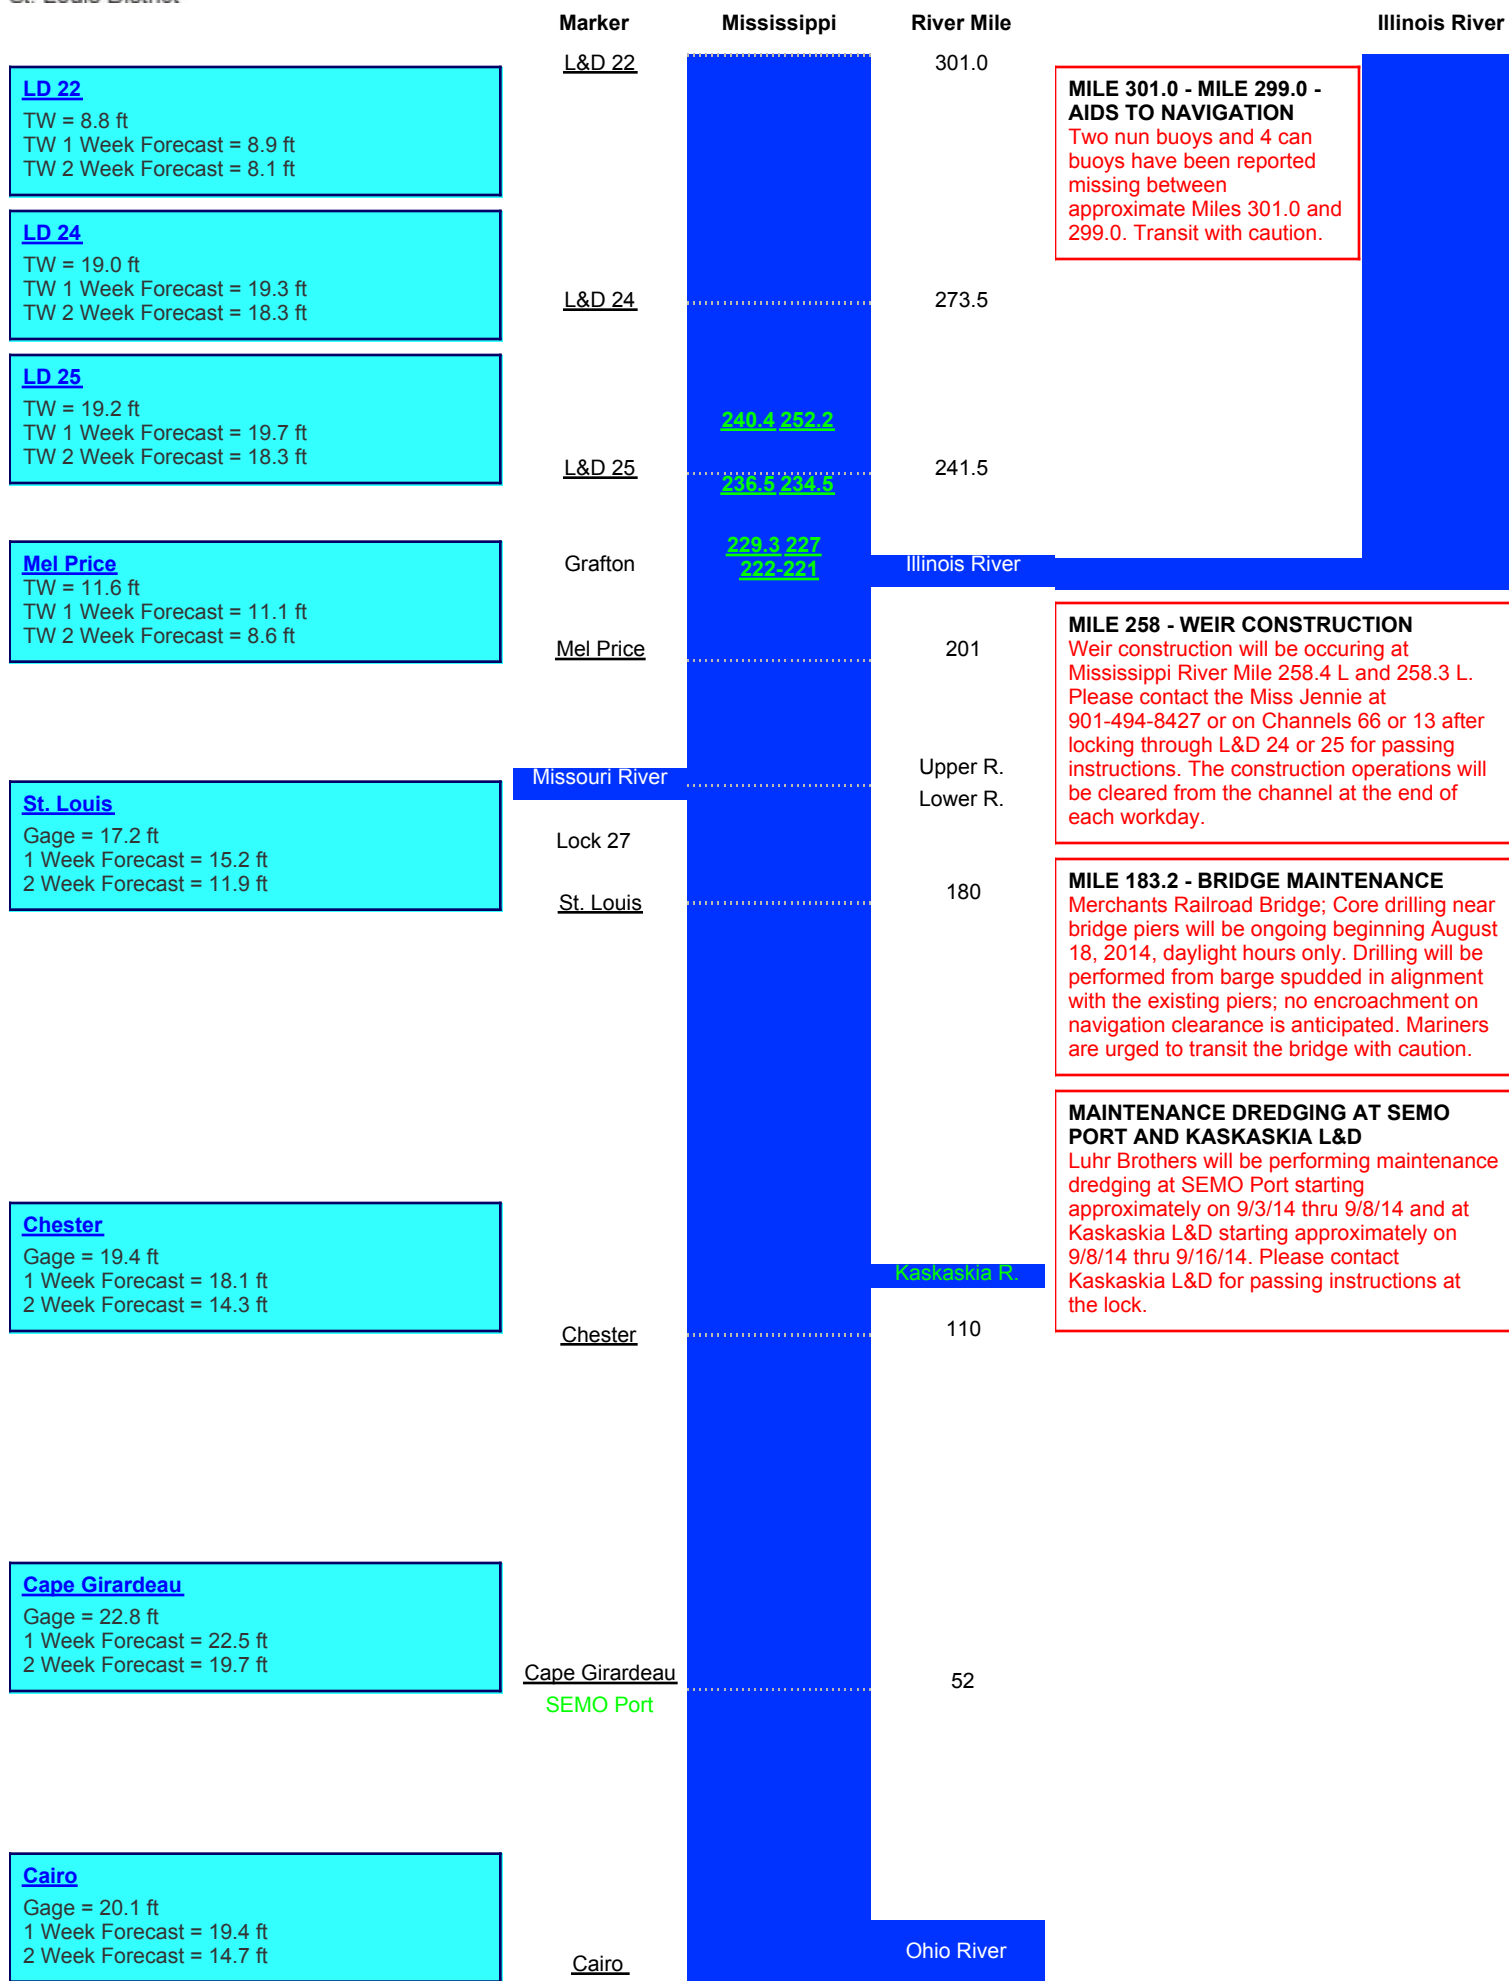 St. Louis District
Marker Mississippi River Mile Illinois River
L&D 22 301.0
LD 22
TW = 8.8 ft
TW 1 Week Forecast = 8.9 ft
TW 2 Week Forecast = 8.1 ft
MILE 301.0 - MILE 299.0 -
AIDS TO NAVIGATION
Two nun buoys and 4 can
buoys have been reported
missing between
approximate Miles 301.0 and
299.0. Transit with caution.
LD 24
TW = 19.0 ft
TW 1 Week Forecast = 19.3 ft
TW 2 Week Forecast = 18.3 ft
L&D 24 273.5
LD 25
TW = 19.2 ft
TW 1 Week Forecast = 19.7 ft
TW 2 Week Forecast = 18.3 ft
240.4 252.2
L&D 25 241.5
236.5 234.5
229.3 227
222-221
Grafton Illinois River
Mel Price
TW = 11.6 ft
TW 1 Week Forecast = 11.1 ft
TW 2 Week Forecast = 8.6 ft
Mel Price 201
MILE 258 - WEIR CONSTRUCTION
Weir construction will be occuring at
Mississippi River Mile 258.4 L and 258.3 L.
Please contact the Miss Jennie at
901-494-8427 or on Channels 66 or 13 after
locking through L&D 24 or 25 for passing
instructions. The construction operations will
be cleared from the channel at the end of
each workday.
Missouri River
Upper R.
Lower R.
St. Louis
Gage = 17.2 ft
1 Week Forecast = 15.2 ft
2 Week Forecast = 11.9 ft
Lock 27
St. Louis 180
MILE 183.2 - BRIDGE MAINTENANCE
Merchants Railroad Bridge; Core drilling near
bridge piers will be ongoing beginning August
18, 2014, daylight hours only. Drilling will be
performed from barge spudded in alignment
with the existing piers; no encroachment on
navigation clearance is anticipated. Mariners
are urged to transit the bridge with caution.
MAINTENANCE DREDGING AT SEMO
PORT AND KASKASKIA L&D
Luhr Brothers will be performing maintenance
dredging at SEMO Port starting
approximately on 9/3/14 thru 9/8/14 and at
Kaskaskia L&D starting approximately on
9/8/14 thru 9/16/14. Please contact
Kaskaskia L&D for passing instructions at
the lock.
Chester
Gage = 19.4 ft
1 Week Forecast = 18.1 ft
2 Week Forecast = 14.3 ft
Kaskaskia R.
Chester 110
Cape Girardeau
Gage = 22.8 ft
1 Week Forecast = 22.5 ft
2 Week Forecast = 19.7 ft
Cape Girardeau 52
SEMO Port
Cairo
Gage = 20.1 ft
1 Week Forecast = 19.4 ft
2 Week Forecast = 14.7 ft
Ohio River
Cairo